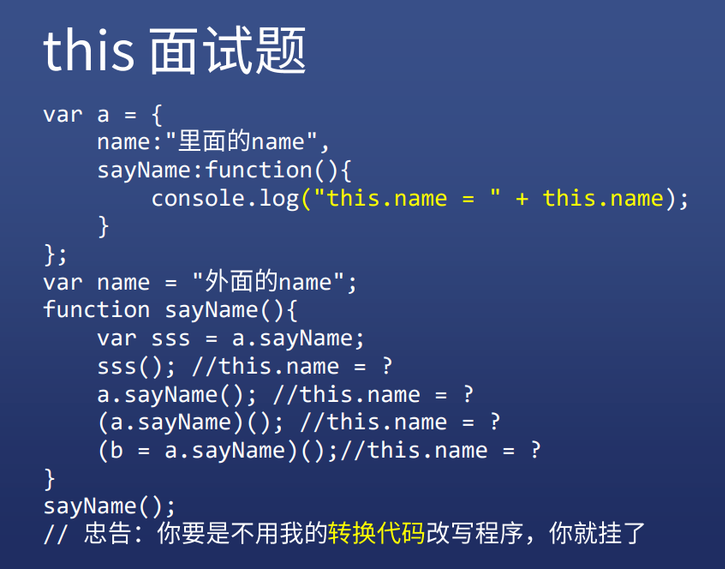 this 面试题
var a = {
    name:"里面的name",
    sayName:function(){
        console.log("this.name = " + this.name);
    }
};
var name = "外面的name";
function sayName(){
    var sss = a.sayName;
    sss(); //this.name = ?
    a.sayName(); //this.name = ?
    (a.sayName)(); //this.name = ?
    (b = a.sayName)();//this.name = ?
}
sayName();
// 忠告：你要是不用我的转换代码改写程序，你就挂了